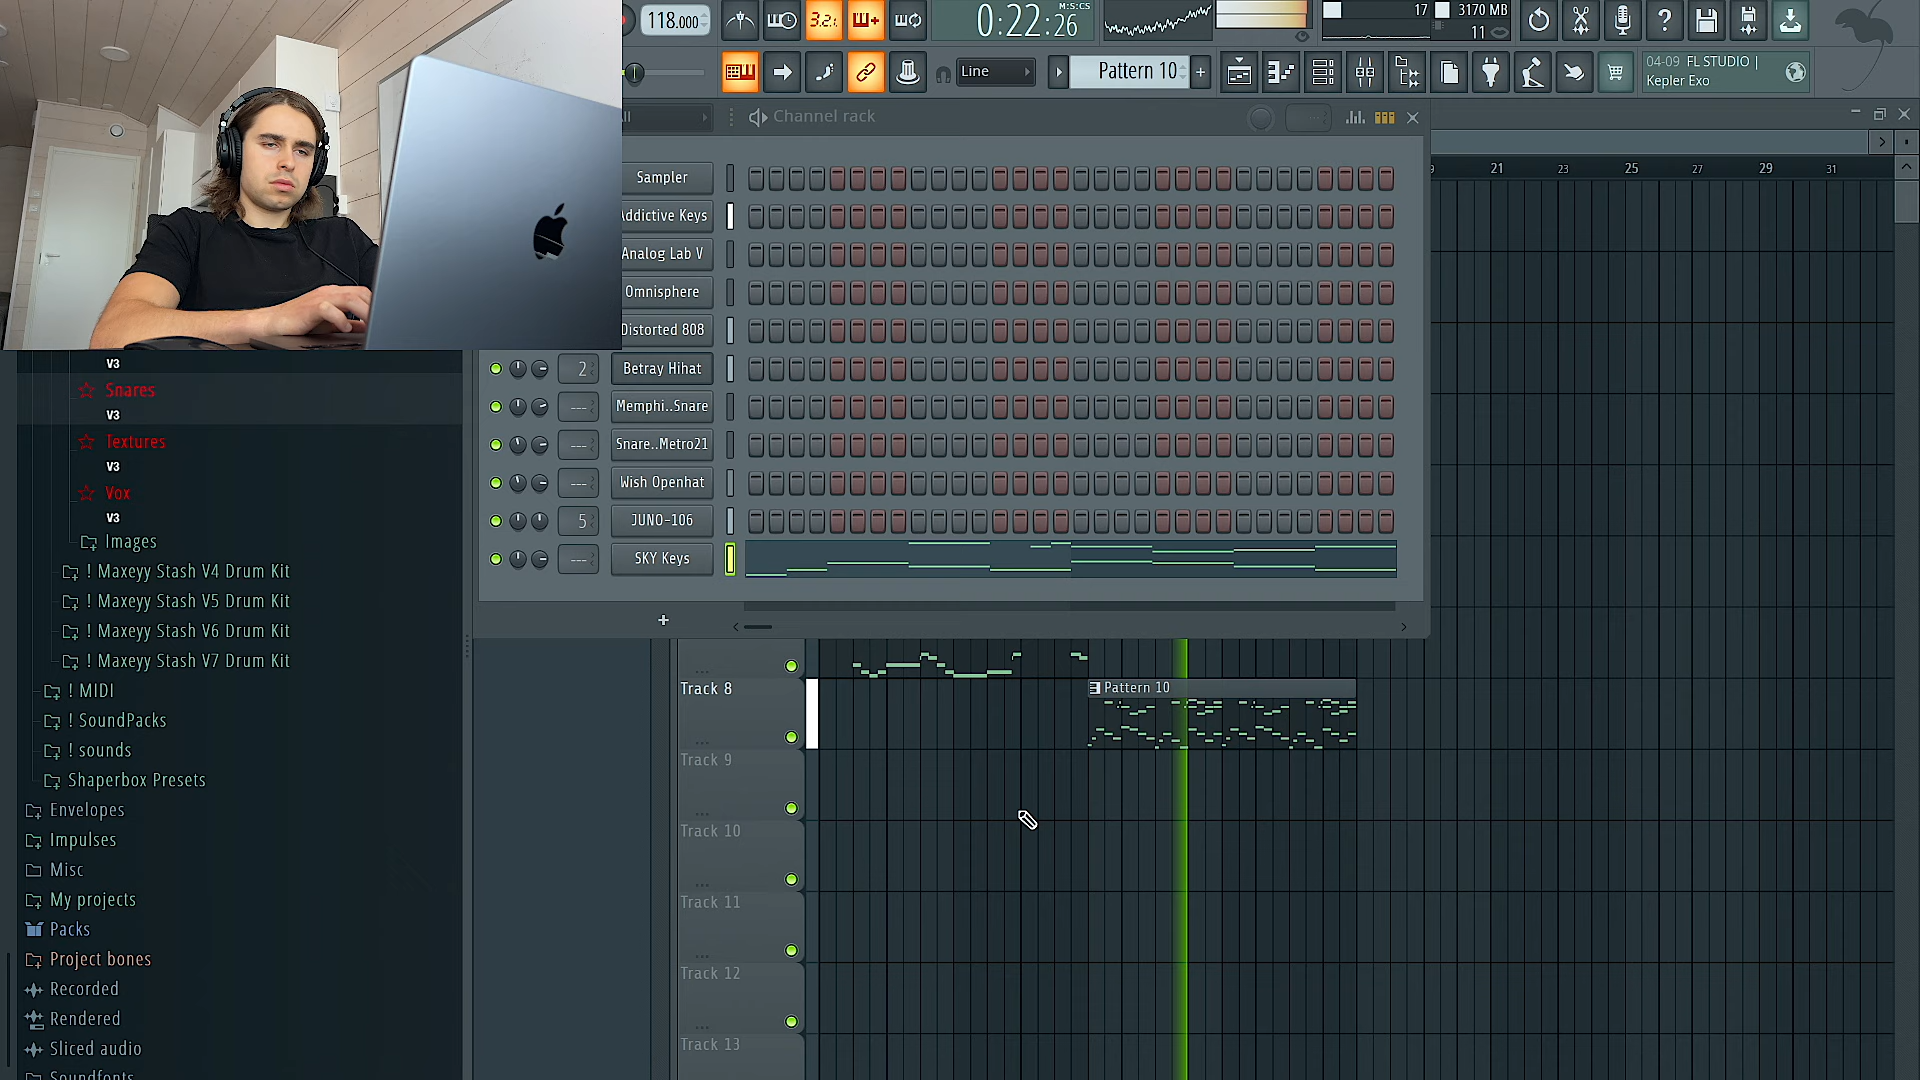 118.000
3.2.
0:22:26
M:S:CS
17
3170 MB
11
Line
Pattern 10
04-09 FL STUDIO |
Kepler Exo
Channel rack
21
25
27
29
31
Sampler
Addictive Keys
Analog Lab V
Omnisphere
Distorted 808
2
Betray Hihat
---
Memphi..Snare
---
Snare..Metro21
---
Wish Openhat
5
JUNO-106
---
SKY Keys
V3
Snares
V3
Textures
V3
Vox
V3
Images
! Maxeyy Stash V4 Drum Kit
! Maxeyy Stash V5 Drum Kit
! Maxeyy Stash V6 Drum Kit
! Maxeyy Stash V7 Drum Kit
! MIDI
! SoundPacks
! sounds
Shaperbox Presets
Envelopes
Impulses
Misc
My projects
Packs
Project bones
Recorded
Rendered
Sliced audio
Soundfonts
Track 8
Pattern 10
Track 9
Track 10
Track 11
Track 12
Track 13